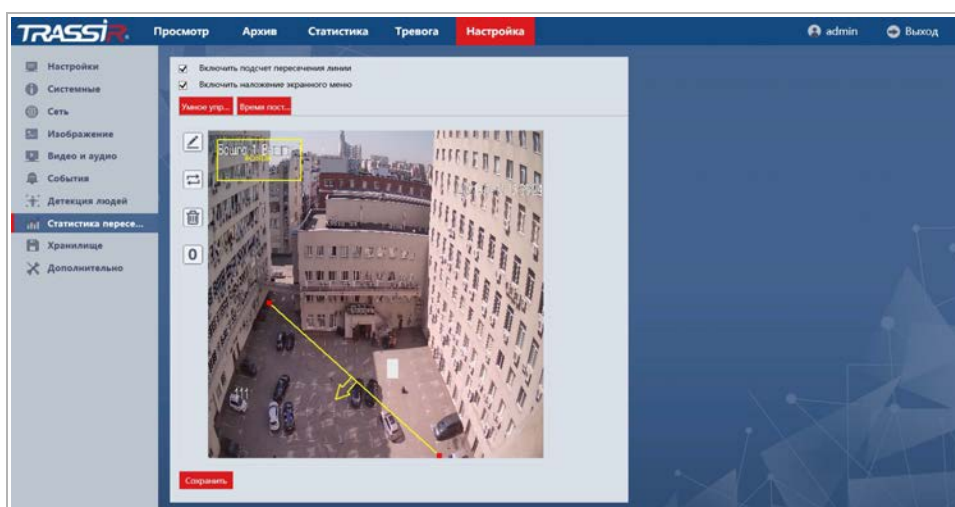 TRASSIR
Просмотр Архив Статистика Тревога Настройка admin Выход
Настройки
Системные
Сеть
Изображение
Видео и аудио
События
Детекция людей
Статистика пересе...
Хранилище
Дополнительно
Включить подсчет пересечения линии
Включить наложение экранного меню
Умное упр... Время пост...
0
Сохранить